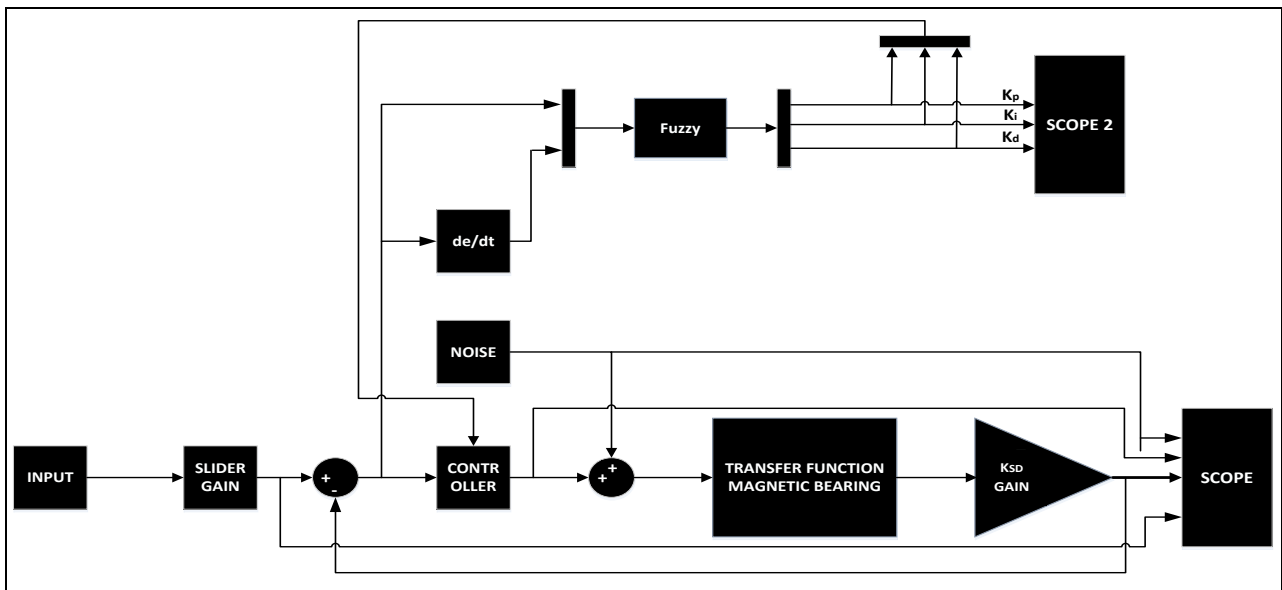 Kp
Ki
Kd
Fuzzy
SCOPE 2
de/dt
NOISE
INPUT
SLIDER
GAIN
+
-
CONTR
OLLER
+
+
TRANSFER FUNCTION
MAGNETIC BEARING
KSD
GAIN
SCOPE